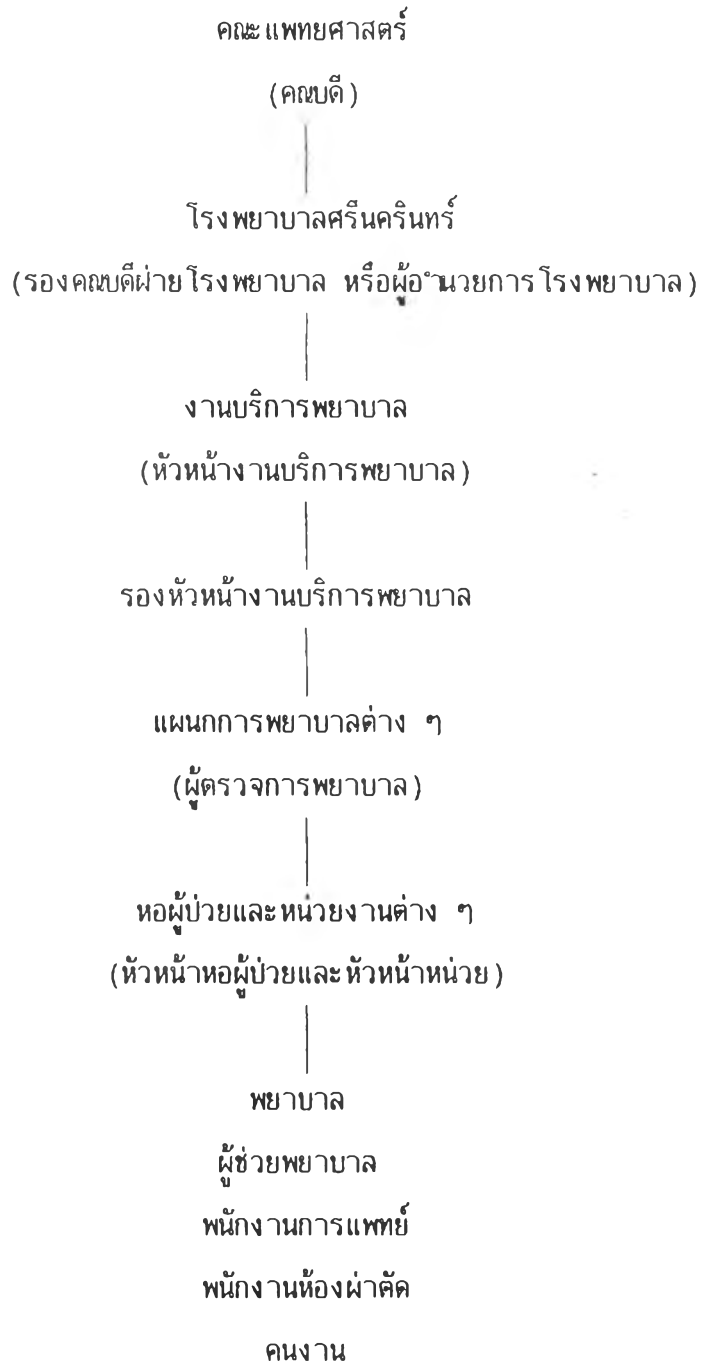 คณะแพทยศาสตร์
(คณบดี)
โรงพยาบาลศรีนครินทร์
(รองคณบดีฝ่ายโรงพยาบาล หรือผู้อำนวยการโรงพยาบาล)
งานบริการพยาบาล
(หัวหน้างานบริการพยาบาล)
รองหัวหน้างานบริการพยาบาล
แผนกการพยาบาลต่าง ๆ
(ผู้ตรวจการพยาบาล)
หอผู้ป่วยและหน่วยงานต่าง ๆ
(หัวหน้าหอผู้ป่วยและหัวหน้าหน่วย)
พยาบาล
ผู้ช่วยพยาบาล
พนักงานการแพทย์
พนักงานห้องผ่าตัด
คนงาน